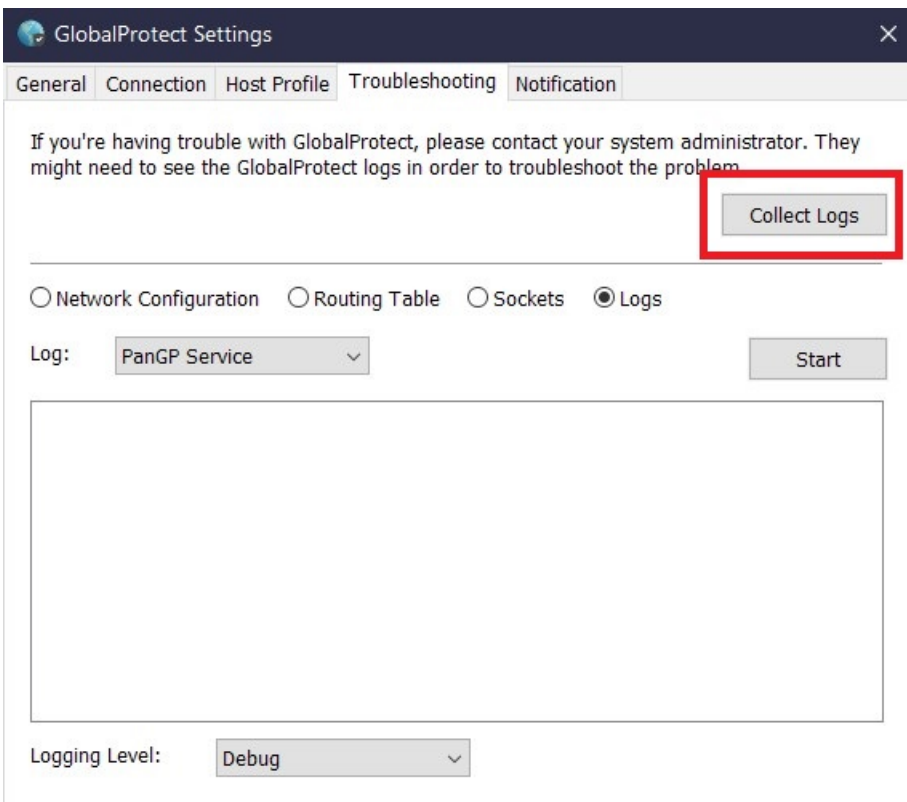 GlobalProtect Settings
General Connection Host Profile Troubleshooting Notification
If you're having trouble with GlobalProtect, please contact your system administrator. They
might need to see the GlobalProtect logs in order to troubleshoot the problem.
Collect Logs
Network Configuration Routing Table Sockets Logs
Log: PanGP Service Start
Logging Level: Debug